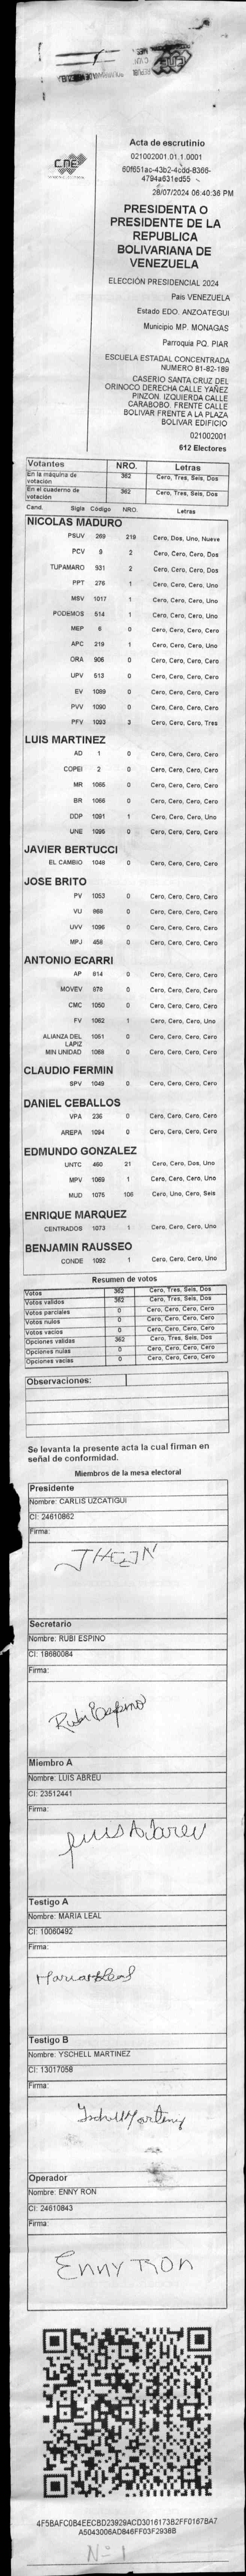 CNE
Acta de escrutinio
021002001.01.1.0001
60f651ac-43b2-4cdd-8366-
4794a631ed55
28/07/2024 06:40:36 PM
PRESIDENTA O
PRESIDENTE DE LA
REPUBLICA
BOLIVARIANA DE
VENEZUELA
ELECCIÓN PRESIDENCIAL 2024
Pais VENEZUELA
Estado EDO. ANZOATEGUI
Municipio MP. MONAGAS
Parroquia PQ. PIAR
ESCUELA ESTADAL CONCENTRADA
NUMERO 81-82-189
CASERIO SANTA CRUZ DEL
ORINOCO DERECHA CALLE YAÑEZ
PINZON. IZQUIERDA CALLE
CARABOBO. FRENTE CALLE
BOLIVAR FRENTE A LA PLAZA
BOLIVAR EDIFICIO
021002001
612 Electores
Votantes NRO. Letras
En la máquina de votación 362 Cero, Tres, Seis, Dos
En el cuaderno de votación 362 Cero, Tres, Seis, Dos
Cand. Sigla Código NRO. Letras
NICOLAS MADURO
PSUV 269 219 Cero, Dos, Uno, Nueve
PCV 9 2 Cero, Cero, Cero, Dos
TUPAMARO 931 2 Cero, Cero, Cero, Dos
PPT 276 1 Cero, Cero, Cero, Uno
MSV 1017 1 Cero, Cero, Cero, Uno
PODEMOS 514 1 Cero, Cero, Cero, Uno
MEP 6 0 Cero, Cero, Cero, Cero
APC 219 1 Cero, Cero, Cero, Uno
ORA 906 0 Cero, Cero, Cero, Cero
UPV 513 0 Cero, Cero, Cero, Cero
EV 1089 0 Cero, Cero, Cero, Cero
PVV 1090 0 Cero, Cero, Cero, Cero
PFV 1093 3 Cero, Cero, Cero, Tres
LUIS MARTINEZ
AD 1 0 Cero, Cero, Cero, Cero
COPEI 2 0 Cero, Cero, Cero, Cero
MR 1065 0 Cero, Cero, Cero, Cero
BR 1066 0 Cero, Cero, Cero, Cero
DDP 1091 1 Cero, Cero, Cero, Uno
UNE 1095 0 Cero, Cero, Cero, Cero
JAVIER BERTUCCI
EL CAMBIO 1048 0 Cero, Cero, Cero, Cero
JOSE BRITO
PV 1053 0 Cero, Cero, Cero, Cero
VU 868 0 Cero, Cero, Cero, Cero
UVV 1096 0 Cero, Cero, Cero, Cero
MPJ 458 0 Cero, Cero, Cero, Cero
ANTONIO ECARRI
AP 814 0 Cero, Cero, Cero, Cero
MOVEV 878 0 Cero, Cero, Cero, Cero
CMC 1050 0 Cero, Cero, Cero, Cero
FV 1062 1 Cero, Cero, Cero, Uno
ALIANZA DEL LAPIZ 1051 0 Cero, Cero, Cero, Cero
MIN UNIDAD 1068 0 Cero, Cero, Cero, Cero
CLAUDIO FERMIN
SPV 1049 0 Cero, Cero, Cero, Cero
DANIEL CEBALLOS
VPA 236 0 Cero, Cero, Cero, Cero
AREPA 1094 0 Cero, Cero, Cero, Cero
EDMUNDO GONZALEZ
UNTC 460 21 Cero, Cero, Dos, Uno
MPV 1069 1 Cero, Cero, Cero, Uno
MUD 1075 106 Cero, Uno, Cero, Seis
ENRIQUE MARQUEZ
CENTRADOS 1073 1 Cero, Cero, Cero, Uno
BENJAMIN RAUSSEO
CONDE 1082 1 Cero, Cero, Cero, Uno
Resumen de votos
Votos 362 Cero, Tres, Seis, Dos
Votos validos 362 Cero, Tres, Seis, Dos
Votos parciales 0 Cero, Cero, Cero, Cero
Votos nulos 0 Cero, Cero, Cero, Cero
Votos vacios 0 Cero, Cero, Cero, Cero
Opciones validas 362 Cero, Tres, Seis, Dos
Opciones nulas 0 Cero, Cero, Cero, Cero
Opciones vacias 0 Cero, Cero, Cero, Cero
Observaciones:
Se levanta la presente acta la cual firman en
señal de conformidad.
Miembros de la mesa electoral
Presidente
Nombre: CARLIS UZCATIGUI
CI: 24610862
Firma:
Secretario
Nombre: RUBI ESPINO
CI: 18680084
Firma:
Rubi Espino
Miembro A
Nombre: LUIS ABREU
CI: 23512441
Firma:
Luis Abreu
Testigo A
Nombre: MARIA LEAL
CI: 10060492
Firma:
Maria Leal
Testigo B
Nombre: YSCHELL MARTINEZ
CI: 13017058
Firma:
Yschell Martinez
Operador
Nombre: ENNY RON
CI: 24610843
Firma:
ENNY RON
4F5BAFC0B4EECBD23929ACD3016173B2FF0167BA7
A5043006AD846FF03F2938B
Nº 1